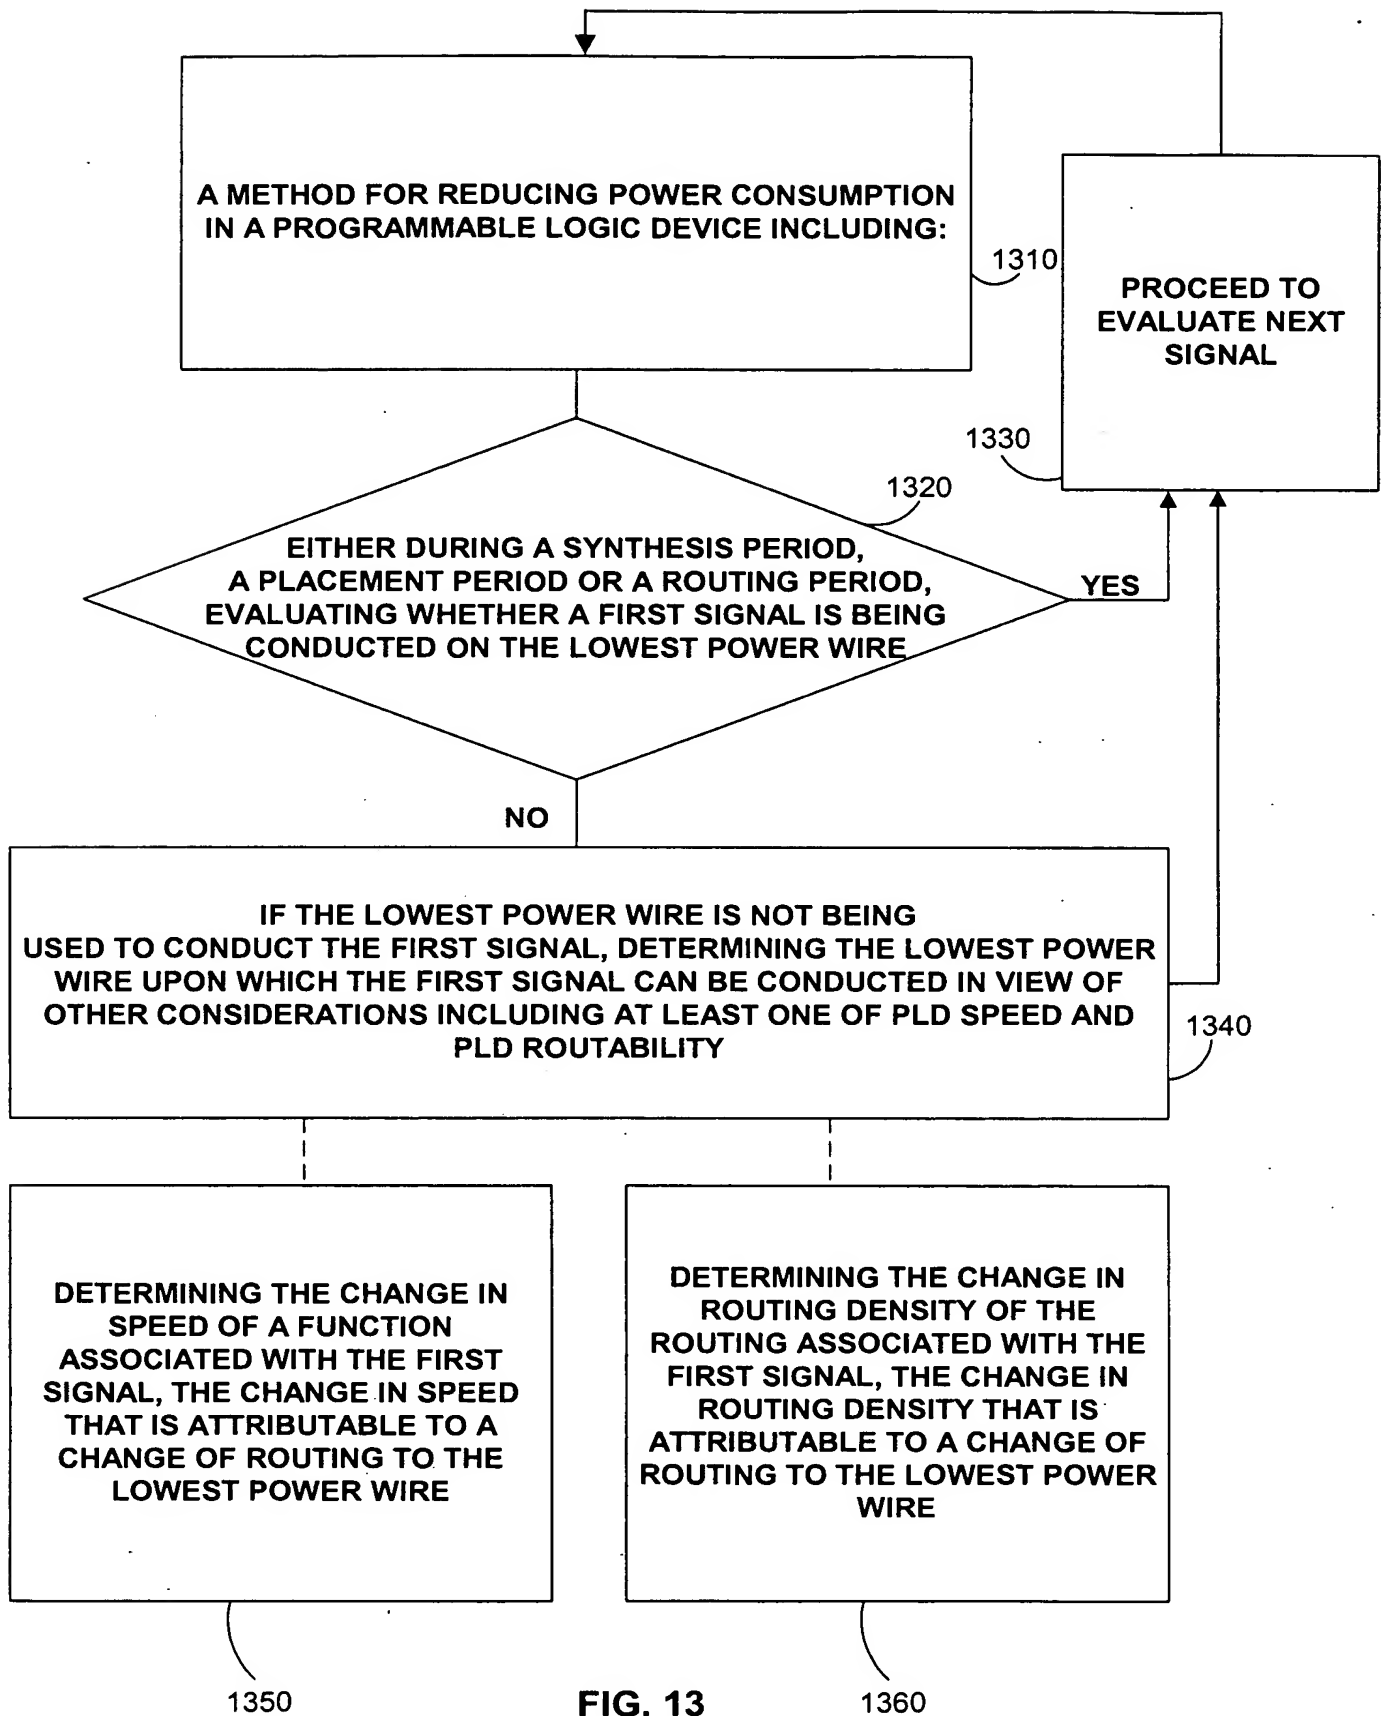 A METHOD FOR REDUCING POWER CONSUMPTION
IN A PROGRAMMABLE LOGIC DEVICE INCLUDING:
1310
PROCEED TO
EVALUATE NEXT
SIGNAL
1330
1320
EITHER DURING A SYNTHESIS PERIOD,
A PLACEMENT PERIOD OR A ROUTING PERIOD,
EVALUATING WHETHER A FIRST SIGNAL IS BEING
CONDUCTED ON THE LOWEST POWER WIRE
YES
NO
IF THE LOWEST POWER WIRE IS NOT BEING
USED TO CONDUCT THE FIRST SIGNAL, DETERMINING THE LOWEST POWER
WIRE UPON WHICH THE FIRST SIGNAL CAN BE CONDUCTED IN VIEW OF
OTHER CONSIDERATIONS INCLUDING AT LEAST ONE OF PLD SPEED AND
PLD ROUTABILITY
1340
DETERMINING THE CHANGE IN
SPEED OF A FUNCTION
ASSOCIATED WITH THE FIRST
SIGNAL, THE CHANGE IN SPEED
THAT IS ATTRIBUTABLE TO A
CHANGE OF ROUTING TO THE
LOWEST POWER WIRE
DETERMINING THE CHANGE IN
ROUTING DENSITY OF THE
ROUTING ASSOCIATED WITH THE
FIRST SIGNAL, THE CHANGE IN
ROUTING DENSITY THAT IS
ATTRIBUTABLE TO A CHANGE OF
ROUTING TO THE LOWEST POWER
WIRE
1350
FIG. 13
1360